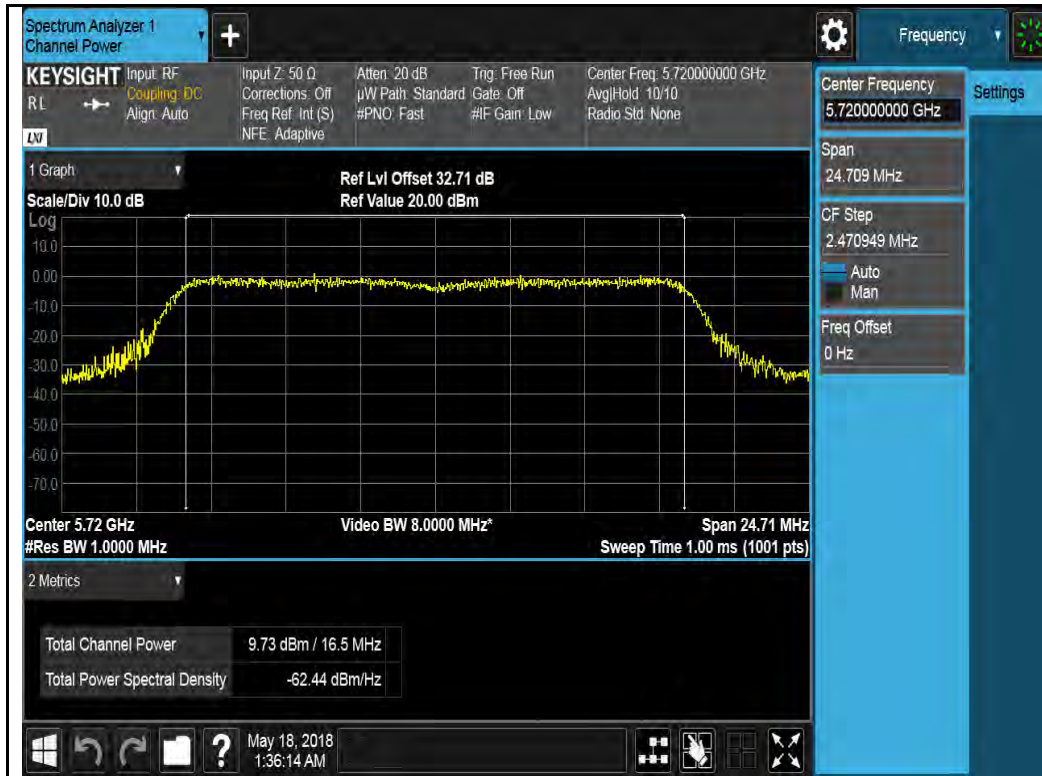 Spectrum Analyzer 1
Channel Power
+
Frequency
KEYSIGHT
RL
LXI
Input: RF
Coupling: DC
Align: Auto
Input Z: 50 Ω
Corrections: Off
Freq Ref: Int (S)
NFE: Adaptive
Atten: 20 dB
µW Path: Standard
#PNO: Fast
Trig: Free Run
Gate: Off
#IF Gain: Low
Center Freq: 5.720000000 GHz
Avg|Hold: 10/10
Radio Std: None
Center Frequency
5.720000000 GHz
Settings
Span
24.709 MHz
CF Step
2.470949 MHz
Auto
Man
Freq Offset
0 Hz
1 Graph
Scale/Div 10.0 dB
Ref Lvl Offset 32.71 dB
Ref Value 20.00 dBm
Log
10.0
0.00
-10.0
-20.0
-30.0
-40.0
-50.0
-60.0
-70.0
Center 5.72 GHz
#Res BW 1.0000 MHz
Video BW 8.0000 MHz*
Span 24.71 MHz
Sweep Time 1.00 ms (1001 pts)
2 Metrics
Total Channel Power 9.73 dBm / 16.5 MHz
Total Power Spectral Density -62.44 dBm/Hz
?
May 18, 2018
1:36:14 AM